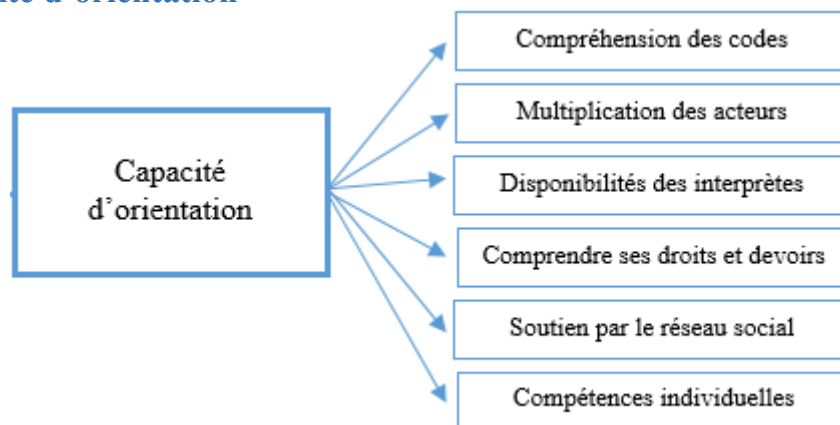 d'orientation
Compréhension des codes
Multiplication des acteurs
Capacité
d'orientation
Disponibilités des interprètes
Comprendre ses droits et devoirs
Soutien par le réseau social
Compétences individuelles